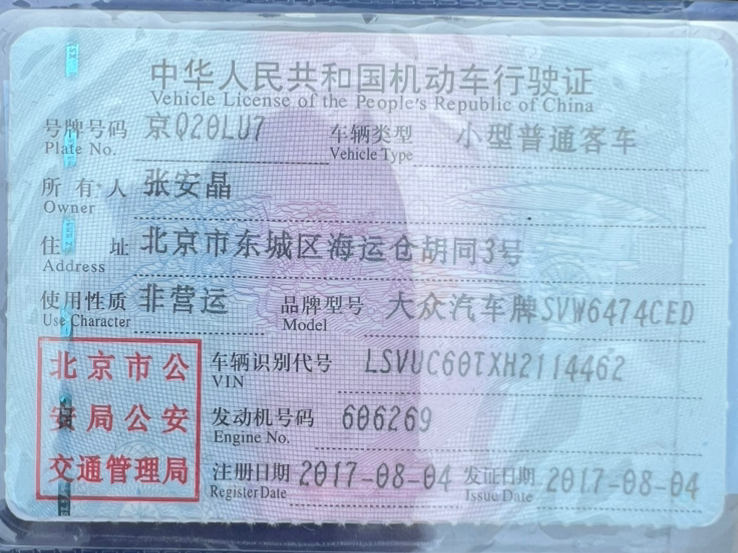 中华人民共和国机动车行驶证
Vehicle License of the People's Republic of China
号牌号码 京Q20LU7 车辆类型 小型普通客车
Plate No. Vehicle Type
所有人 张安晶
Owner
住址 北京市东城区海运仓胡同3号
Address
使用性质 非营运 品牌型号 大众汽车牌SVW6474CED
Use Character Model
北京市公安局公安交通管理局
车辆识别代号 LSVUC60TXH2114462
VIN
发动机号码 606269
Engine No.
注册日期 2017-08-04 发证日期 2017-08-04
Register Date Issue Date